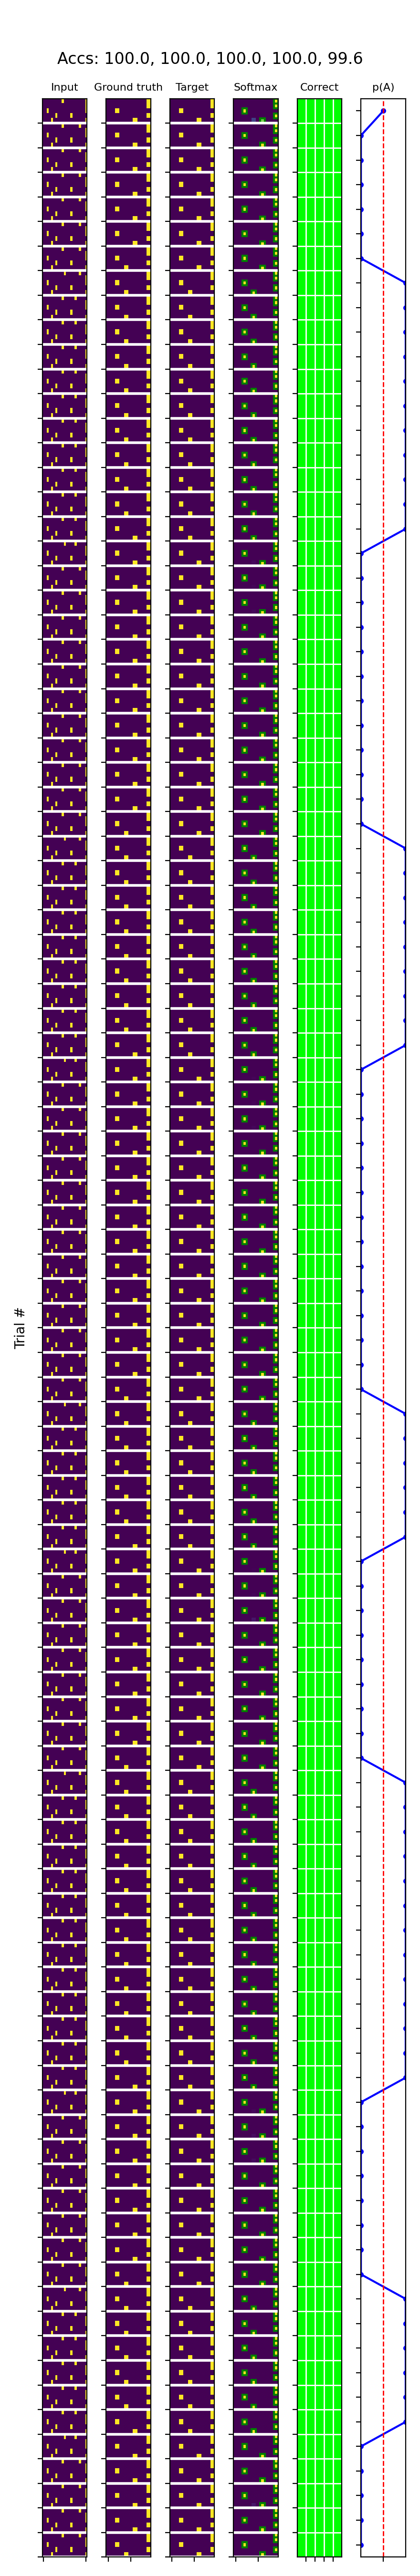 Accs: 100.0, 100.0, 100.0, 100.0, 99.6
Input Ground truth Target Softmax Correct p(A)
Trial #